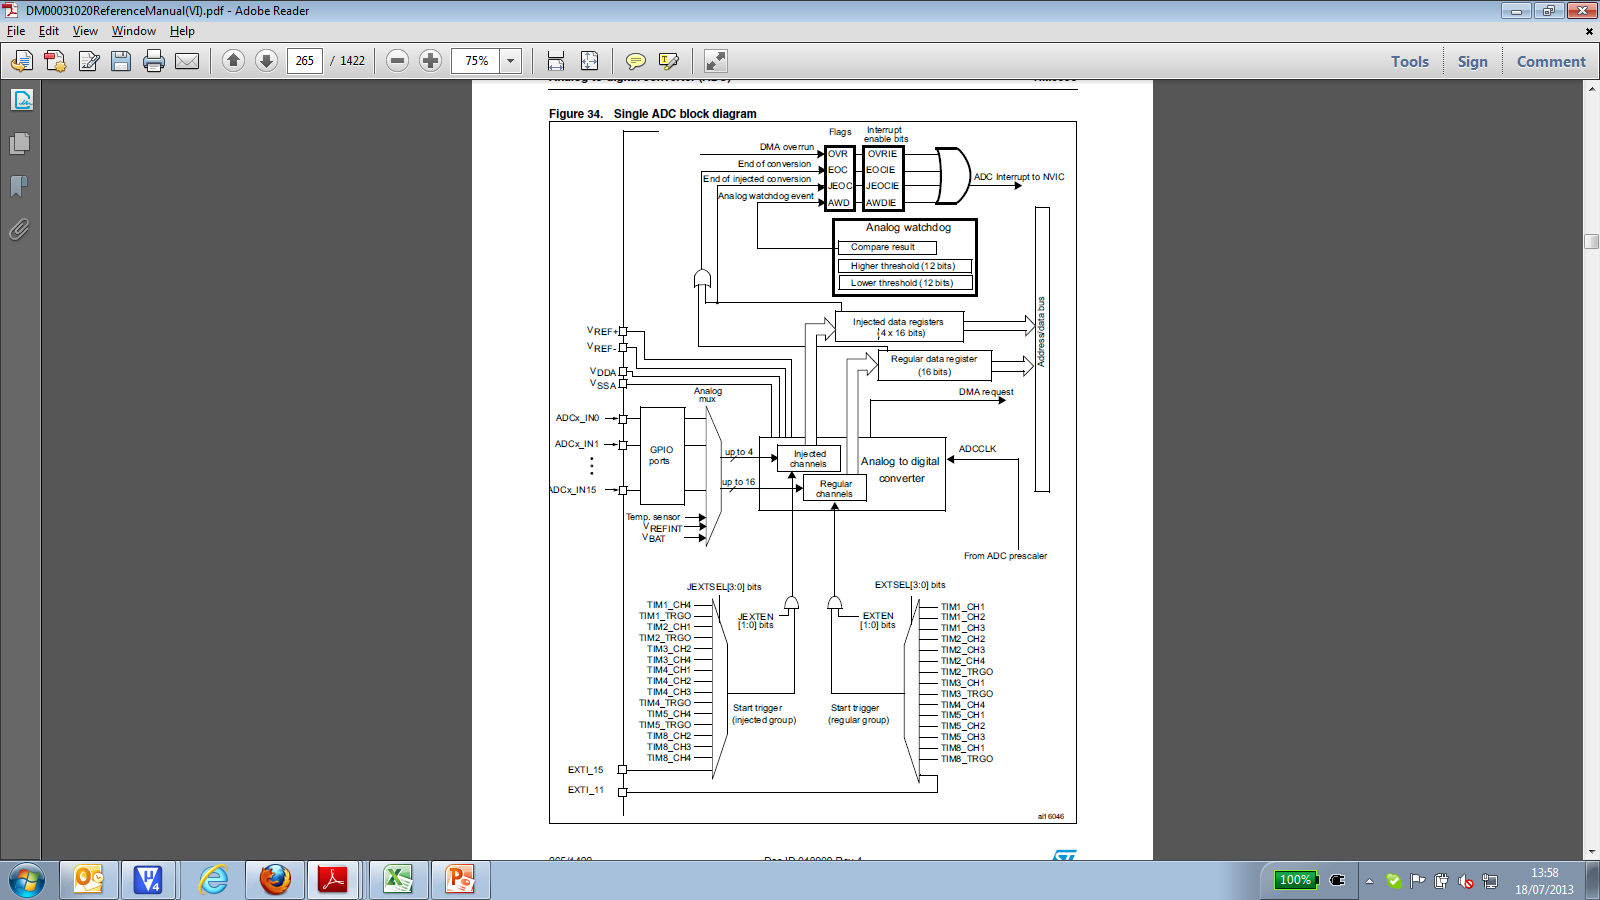 DM00031020ReferenceManual(VI).pdf - Adobe Reader
File Edit View Window Help
265 / 1422 75% Tools Sign Comment
Figure 34. Single ADC block diagram
Flags Interrupt
enable bits
DMA overrun OVR OVRIE
End of conversion EOC EOCIE
End of injected conversion JEOC JEOCIE
ADC Interrupt to NVIC
Analog watchdog event AWD AWDIE
Analog watchdog
Compare result
Higher threshold (12 bits)
Lower threshold (12 bits)
Address/data bus
Injected data registers
(4 x 16 bits)
VREF+
VREF-
Regular data register
(16 bits)
VDDA
VSSA
Analog
mux
DMA request
ADCx_IN0
ADCx_IN1
GPIO
ports
up to 4
Injected
channels
Analog to digital
converter
ADCCLK
up to 16
Regular
channels
ADCx_IN15
Temp. sensor
VREFINT
VBAT
From ADC prescaler
JEXTSEL[3:0] bits
EXTSEL[3:0] bits
JEXTEN
[1:0] bits
EXTEN
[1:0] bits
TIM1_CH4
TIM1_TRGO
TIM2_CH1
TIM2_TRGO
TIM3_CH2
TIM3_CH4
TIM4_CH1
TIM4_CH2
TIM4_CH3
TIM4_TRGO
TIM5_CH4
TIM5_TRGO
TIM8_CH2
TIM8_CH3
TIM8_CH4
Start trigger
(injected group)
Start trigger
(regular group)
TIM1_CH1
TIM1_CH2
TIM1_CH3
TIM2_CH2
TIM2_CH3
TIM2_CH4
TIM2_TRGO
TIM3_CH1
TIM3_TRGO
TIM4_CH4
TIM5_CH1
TIM5_CH2
TIM5_CH3
TIM8_CH1
TIM8_TRGO
EXTI_15
EXTI_11
ai16046
100%
13:58
18/07/2013